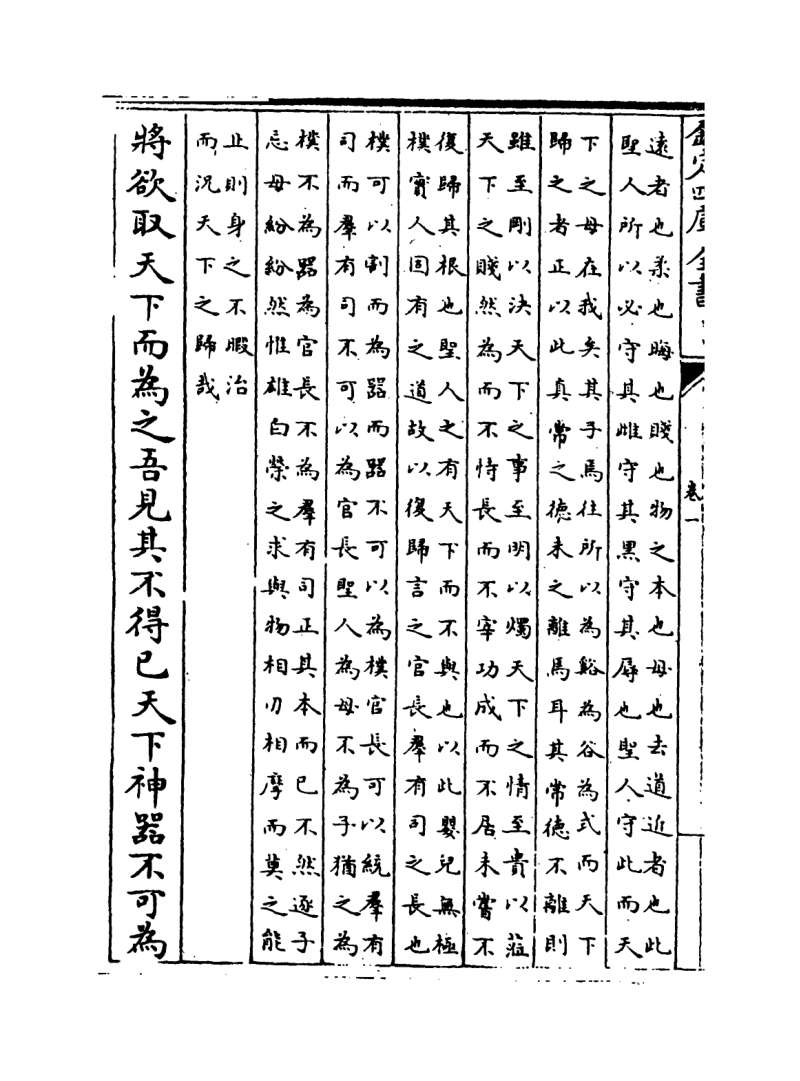 欽定四庫全書
卷一
遠者也柔也晦也賤也物之本也母也去道近者也此
聖人所以必守其雌守其黑守其辱也聖人守此而天
下之母在我矣其子焉往所以為谿為谷為式而天下
歸之者正以此真常之德未之離焉耳其常德不離則
雖至剛以決天下之事至明以燭天下之情至貴以蒞
天下之賤然為而不恃長而不宰功成而不居未嘗不
復歸其根也聖人之有天下而不與也以此嬰兒無極
樸實人固有之道故以復歸言之官長羣有司之長也
樸可以割而為器而器不可以為樸官長可以統羣有
司而羣有司不可以為官長聖人為母不為子猶之為
樸不為器為官長不為羣有司正其本而已不然逐子
忘母紛紛然惟雄白榮之求與物相刃相摩而莫之能
止則身之不暇治
而況天下之歸哉
將欲取天下而為之吾見其不得已天下神器不可為